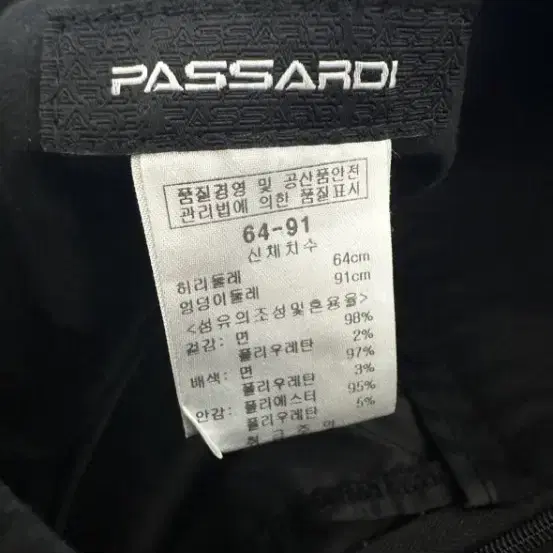 PASSARDI
품질경영 및 공산품안전
관리법에 의한 품질표시
64-91
신체치수
허리둘레 64cm
엉덩이둘레 91cm
<섬유의조성및혼용율>
겉감: 면 98%
폴리우레탄 2%
배색: 면 97%
폴리우레탄 3%
안감: 폴리에스터 95%
폴리우레탄 5%